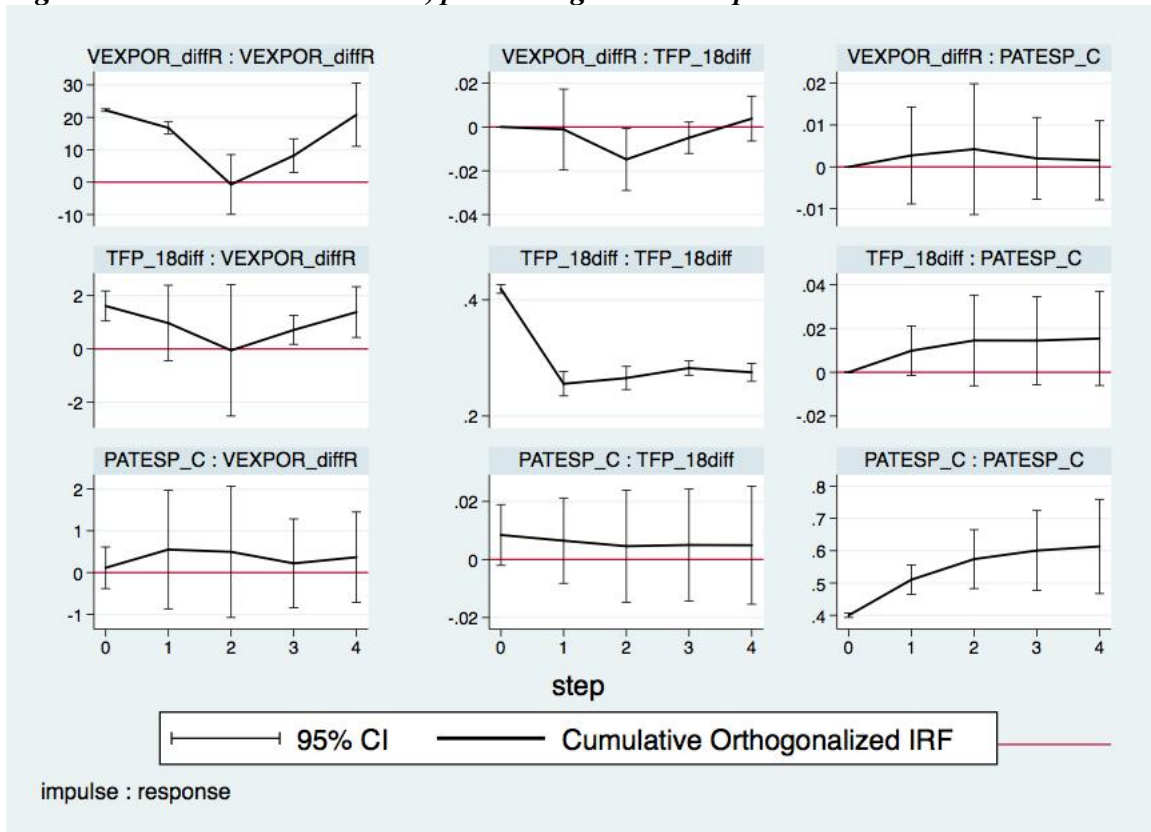 VEXPOR_diffR : VEXPOR_diffR VEXPOR_diffR : TFP_18diff VEXPOR_diffR : PATESP_C
30 20 10 0 -10
.02 0 -.02 -.04
.02 .01 0 -.01
TFP_18diff : VEXPOR_diffR TFP_18diff : TFP_18diff TFP_18diff : PATESP_C
2 0 -2
.4 .2
.04 .02 0 -.02
PATESP_C : VEXPOR_diffR PATESP_C : TFP_18diff PATESP_C : PATESP_C
2 1 0 -1
.02 0 -.02
.8 .7 .6 .5 .4
0 1 2 3 4 0 1 2 3 4 0 1 2 3 4
step
95% CI Cumulative Orthogonalized IRF
impulse : response